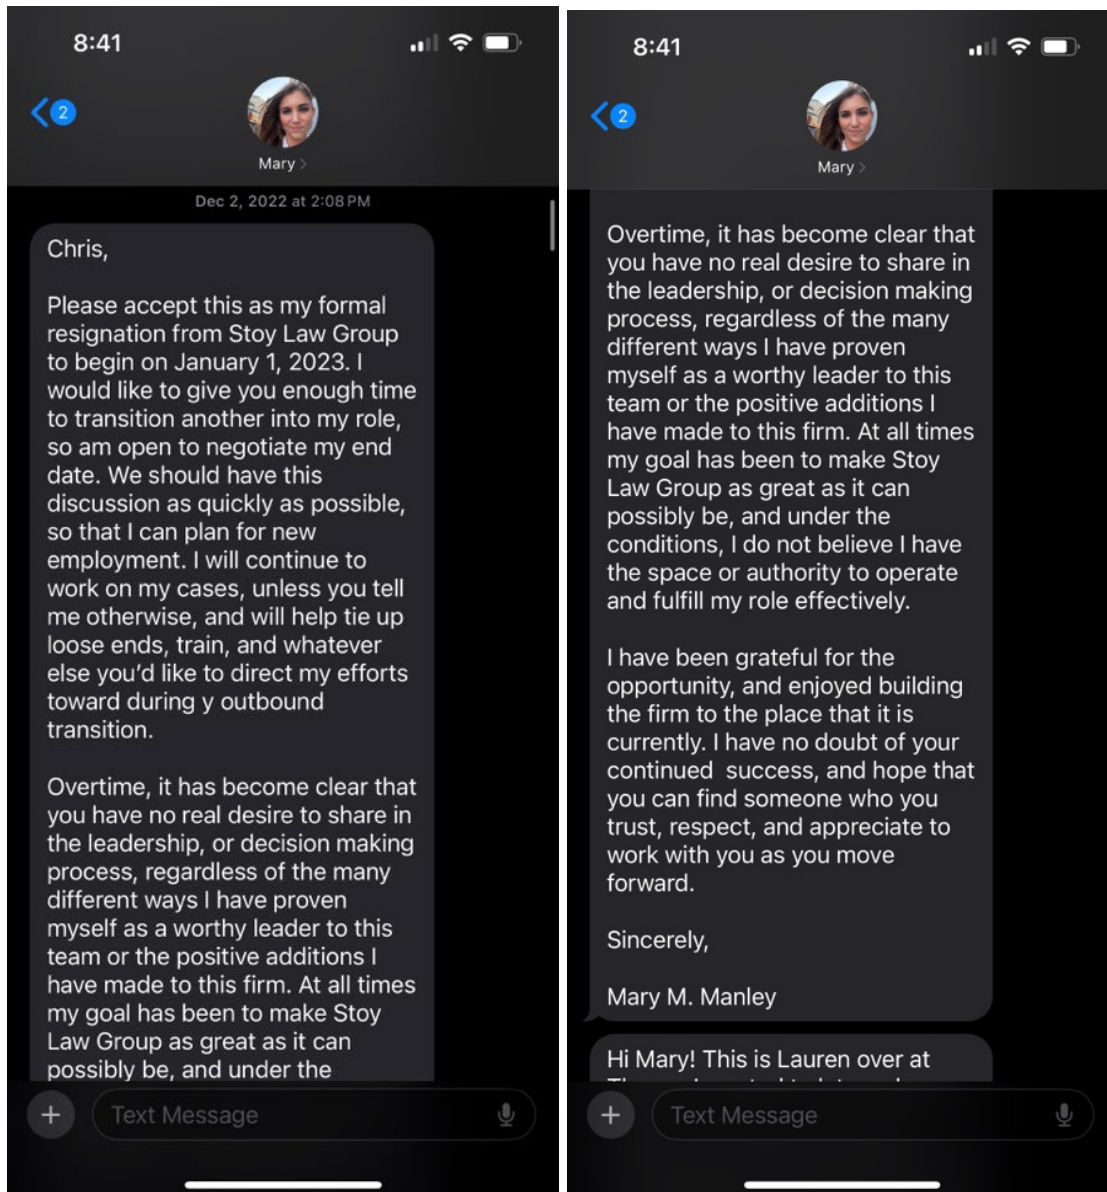 8:41
2
Mary >
Dec 2, 2022 at 2:08 PM
Chris,
Please accept this as my formal
resignation from Stoy Law Group
to begin on January 1, 2023. I
would like to give you enough time
to transition another into my role,
so am open to negotiate my end
date. We should have this
discussion as quickly as possible,
so that I can plan for new
employment. I will continue to
work on my cases, unless you tell
me otherwise, and will help tie up
loose ends, train, and whatever
else you’d like to direct my efforts
toward during y outbound
transition.
Overtime, it has become clear that
you have no real desire to share in
the leadership, or decision making
process, regardless of the many
different ways I have proven
myself as a worthy leader to this
team or the positive additions I
have made to this firm. At all times
my goal has been to make Stoy
Law Group as great as it can
possibly be, and under the
Text Message
8:41
2
Mary >
Overtime, it has become clear that
you have no real desire to share in
the leadership, or decision making
process, regardless of the many
different ways I have proven
myself as a worthy leader to this
team or the positive additions I
have made to this firm. At all times
my goal has been to make Stoy
Law Group as great as it can
possibly be, and under the
conditions, I do not believe I have
the space or authority to operate
and fulfill my role effectively.
I have been grateful for the
opportunity, and enjoyed building
the firm to the place that it is
currently. I have no doubt of your
continued  success, and hope that
you can find someone who you
trust, respect, and appreciate to
work with you as you move
forward.
Sincerely,
Mary M. Manley
Hi Mary! This is Lauren over at
Text Message